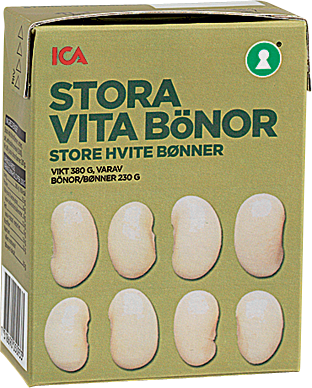 ICA
STORA
VITA BÖNOR
STORE HVITE BØNNER
VIKT 380 G, VARAV
BÖNOR/BØNNER 230 G